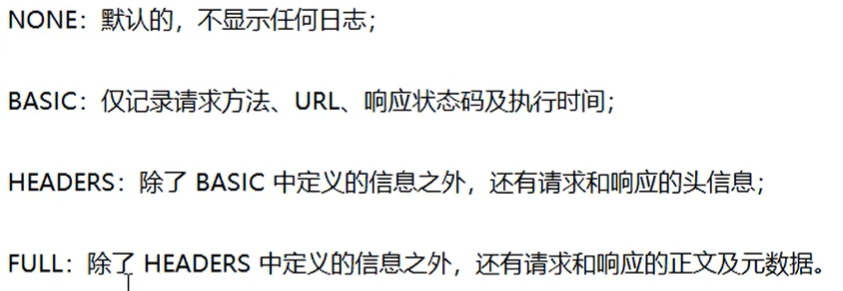 NONE：默认的，不显示任何日志；
BASIC：仅记录请求方法、URL、响应状态码及执行时间；
HEADERS：除了 BASIC 中定义的信息之外，还有请求和响应的头信息；
FULL：除了 HEADERS 中定义的信息之外，还有请求和响应的正文及元数据。